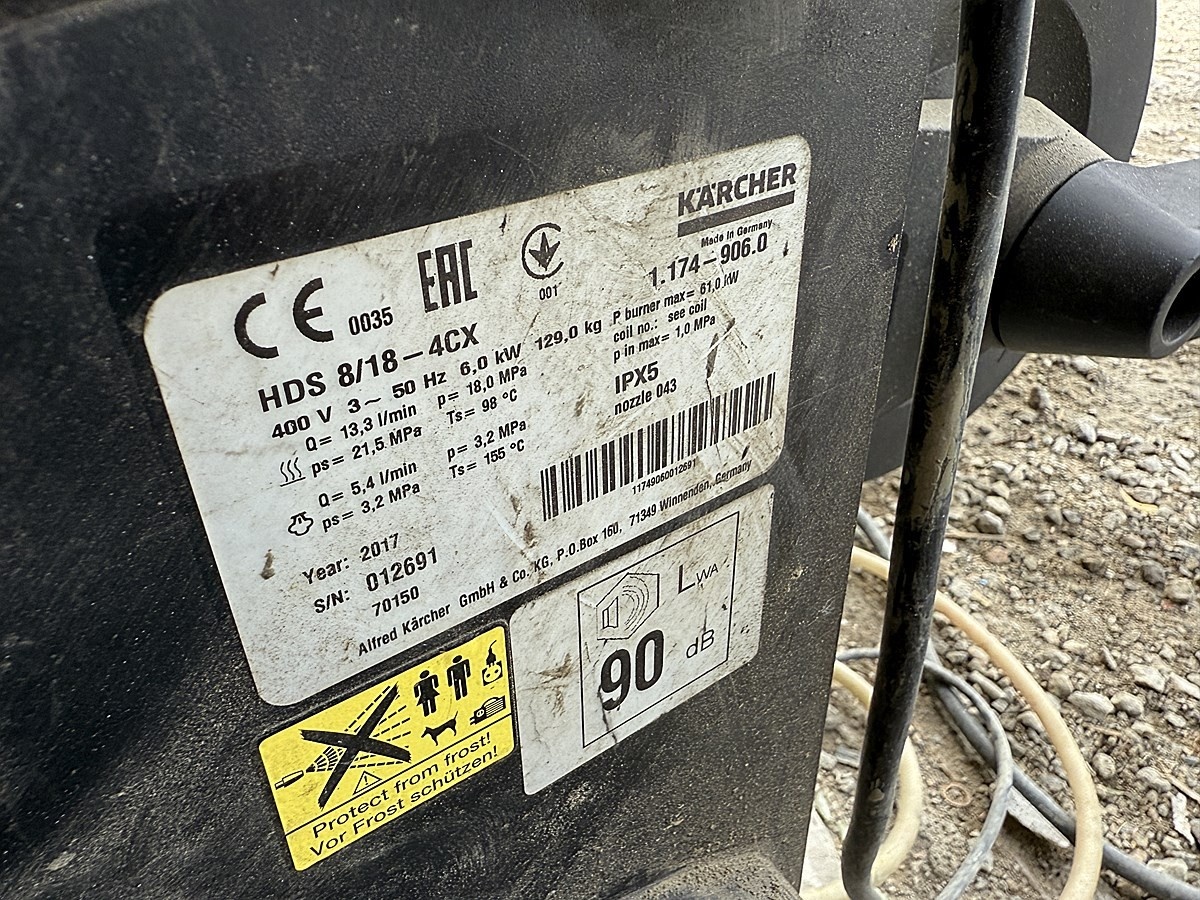 CE 0035 EAC 001
KÄRCHER
Made in Germany
1.174-906.0
HDS 8/18-4CX
400 V 3~ 50 Hz 6,0 kW 129,0 kg
Q= 13,3 l/min p= 18,0 MPa
ps= 21,5 MPa Ts= 98 °C
Q= 5,4 l/min p= 3,2 MPa
ps= 3,2 MPa Ts= 155 °C
P burner max= 61,0 kW
coil no.: see coil
p in max= 1,0 MPa
IPX5
nozzle 043
11749060012691
Year: 2017
S/N: 012691
70150
Alfred Kärcher GmbH & Co. KG, P.O.Box 160, 71349 Winnenden, Germany
LWA
90 dB
Protect from frost!
Vor Frost schützen!